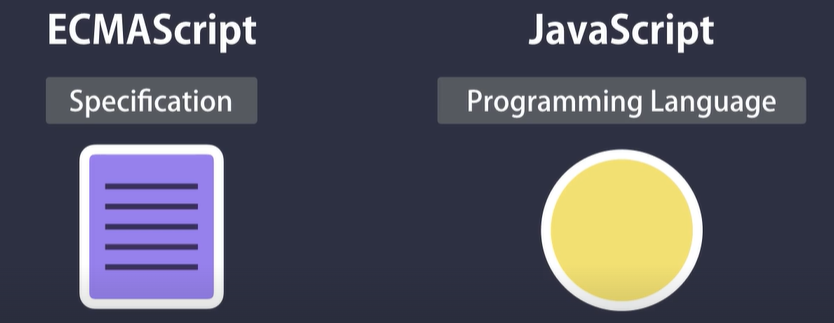 ECMAScript
Specification
JavaScript
Programming Language